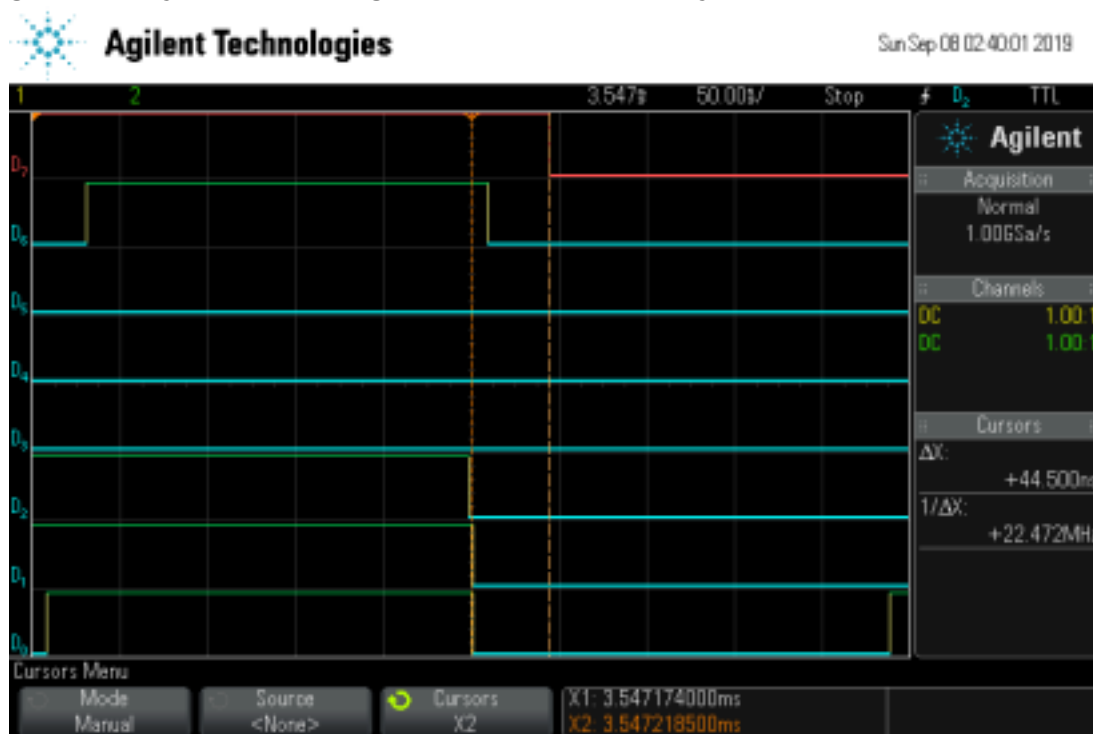 Agilent Technologies
Sun Sep 08 02:40:01 2019
1 2 3.547s 50.00s/ Stop D2 TTL
Agilent
D7
Acquisition
Normal
1.00GSa/s
D6
Channels
D5
DC 1.00:1
DC 1.00:1
D4
Cursors
D3
ΔX:
+44.500ns
D2
1/ΔX:
+22.472MHz
D1
D0
Cursors Menu
Mode
Manual
Source
<None>
Cursors
X2
X1: 3.547174000ms
X2: 3.547218500ms